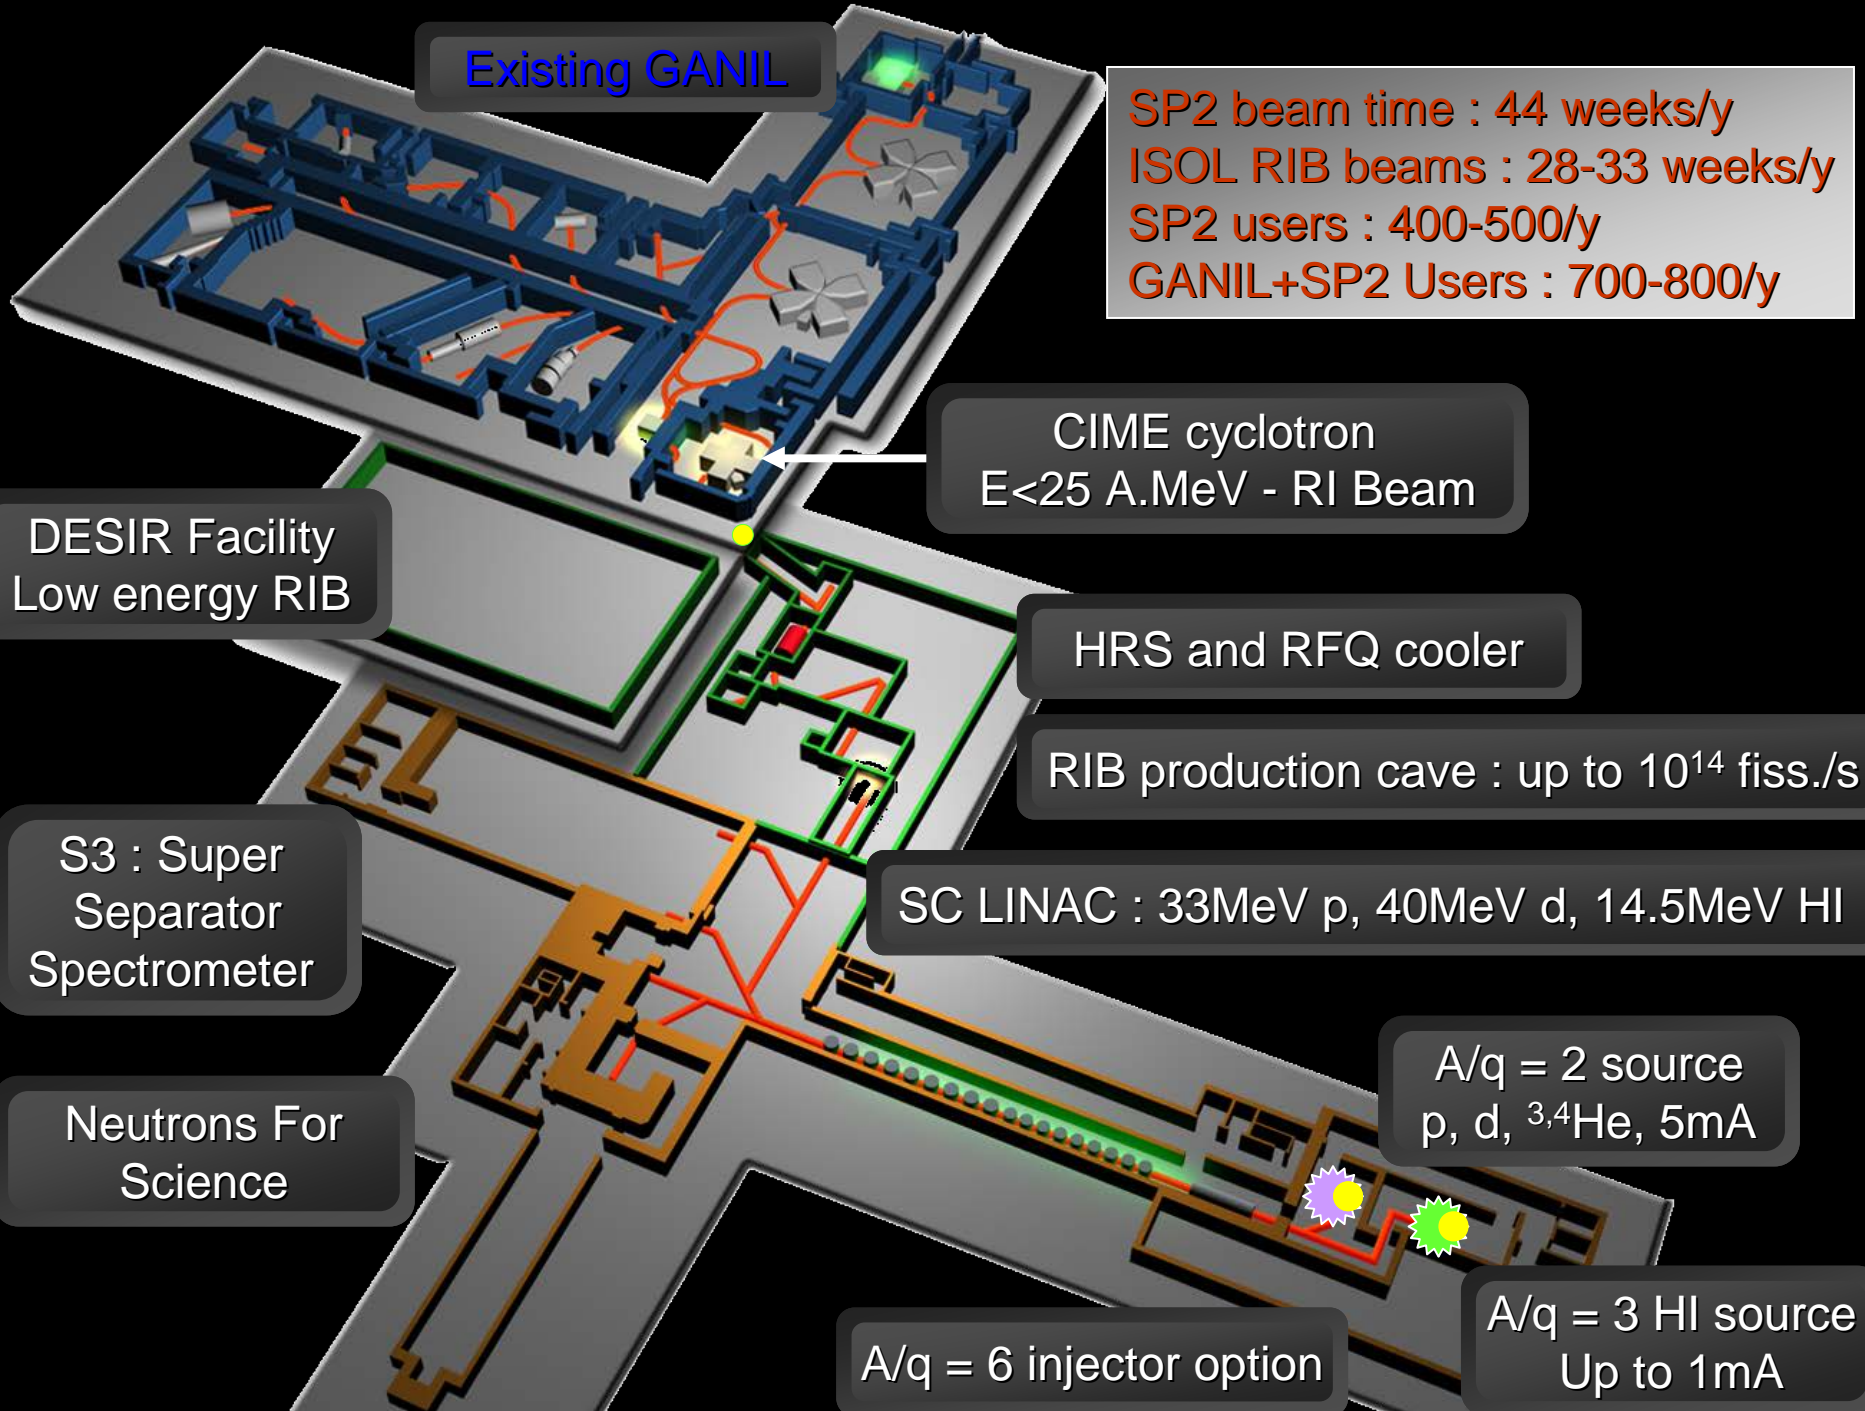 Existing GANIL
SP2 beam time : 44 weeks/y
ISOL RIB beams : 28-33 weeks/y
SP2 users : 400-500/y
GANIL+SP2 Users : 700-800/y
CIME cyclotron
E<25 A.MeV - RI Beam
DESIR Facility
Low energy RIB
HRS and RFQ cooler
RIB production cave : up to 10¹⁴ fiss./s
S3 : Super
Separator
Spectrometer
SC LINAC : 33MeV p, 40MeV d, 14.5MeV HI
A/q = 2 source
p, d, ³,⁴He, 5mA
Neutrons For
Science
A/q = 3 HI source
Up to 1mA
A/q = 6 injector option